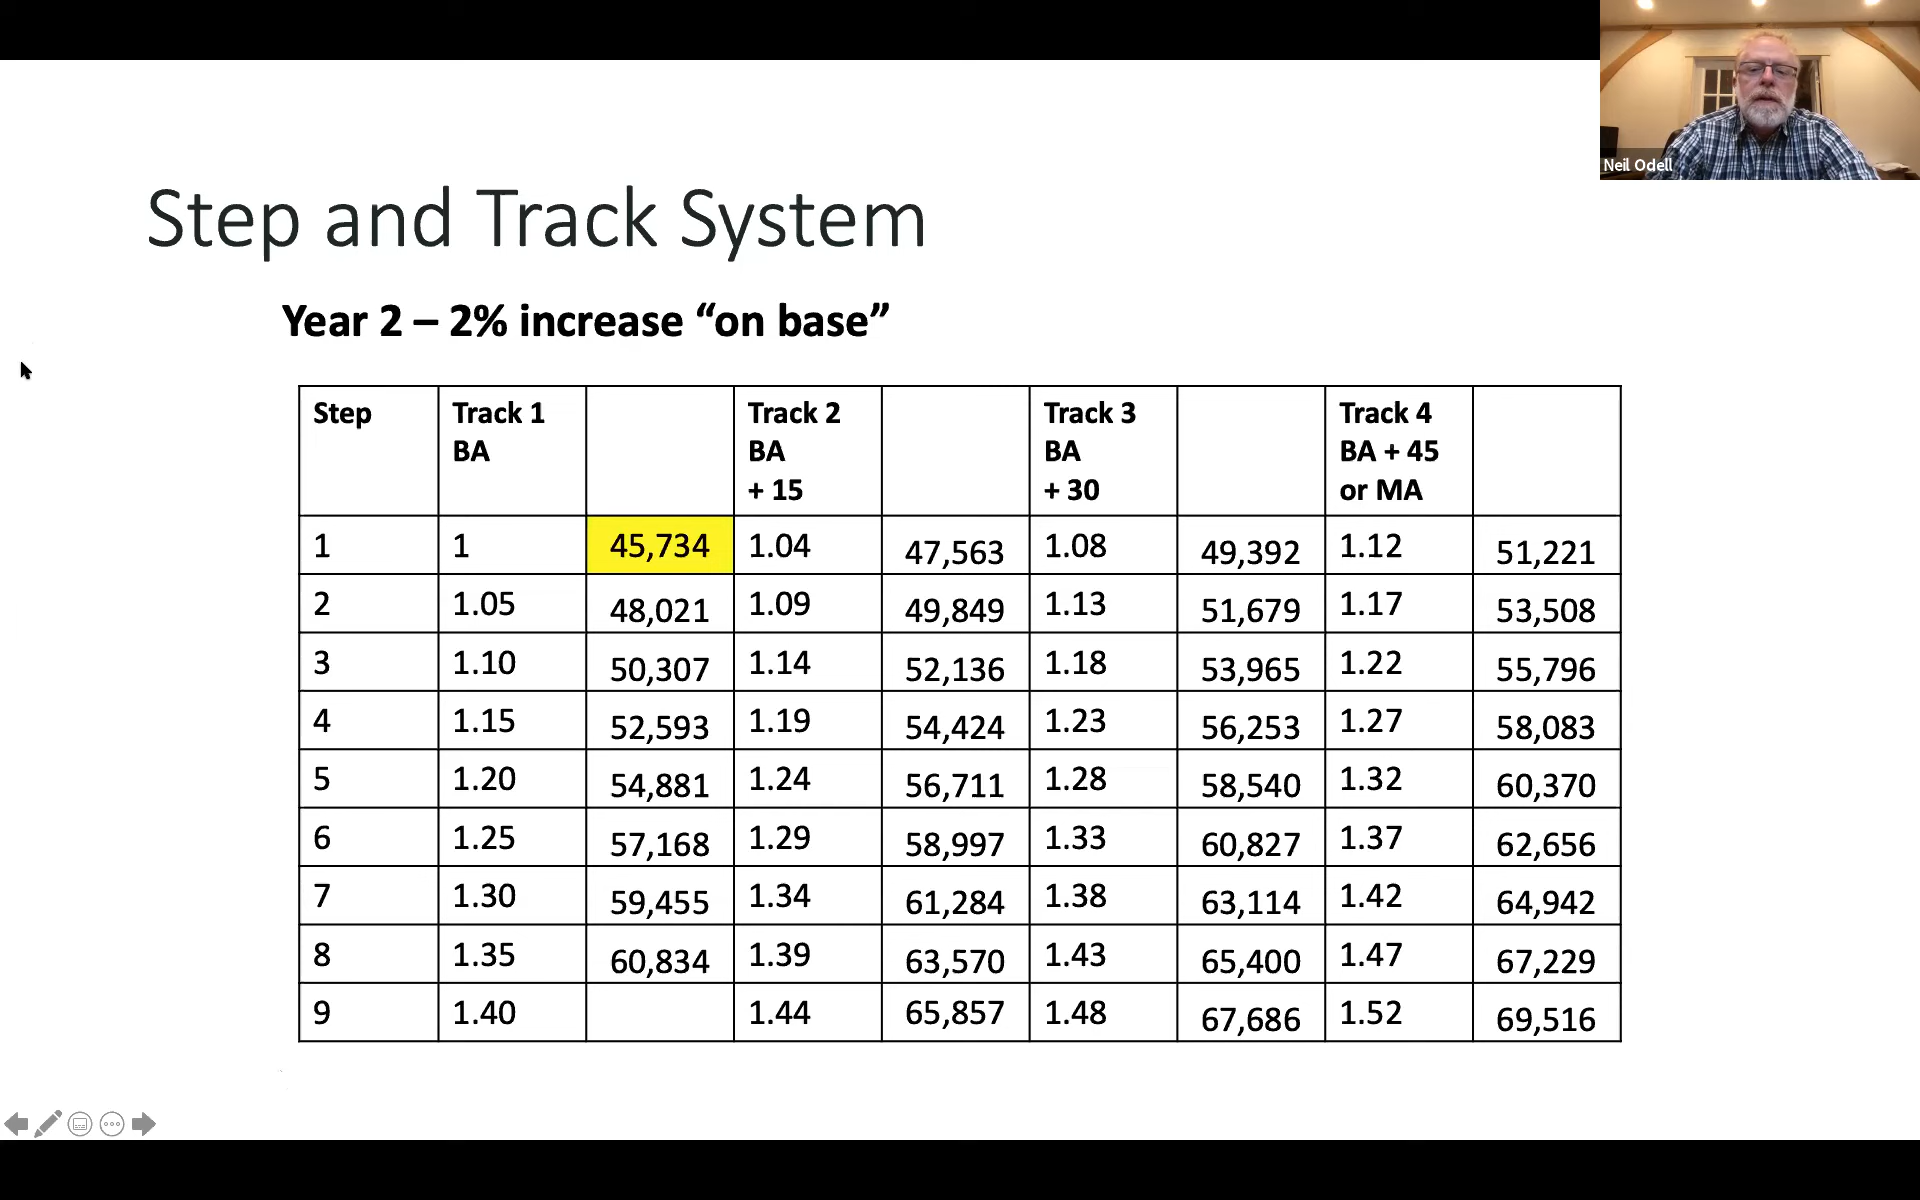 Neil Odell
Step and Track System
Year 2 – 2% increase “on base”
Step Track 1 BA Track 2 BA + 15 Track 3 BA + 30 Track 4 BA + 45 or MA
1 1 45,734 1.04 47,563 1.08 49,392 1.12 51,221
2 1.05 48,021 1.09 49,849 1.13 51,679 1.17 53,508
3 1.10 50,307 1.14 52,136 1.18 53,965 1.22 55,796
4 1.15 52,593 1.19 54,424 1.23 56,253 1.27 58,083
5 1.20 54,881 1.24 56,711 1.28 58,540 1.32 60,370
6 1.25 57,168 1.29 58,997 1.33 60,827 1.37 62,656
7 1.30 59,455 1.34 61,284 1.38 63,114 1.42 64,942
8 1.35 60,834 1.39 63,570 1.43 65,400 1.47 67,229
9 1.40 1.44 65,857 1.48 67,686 1.52 69,516